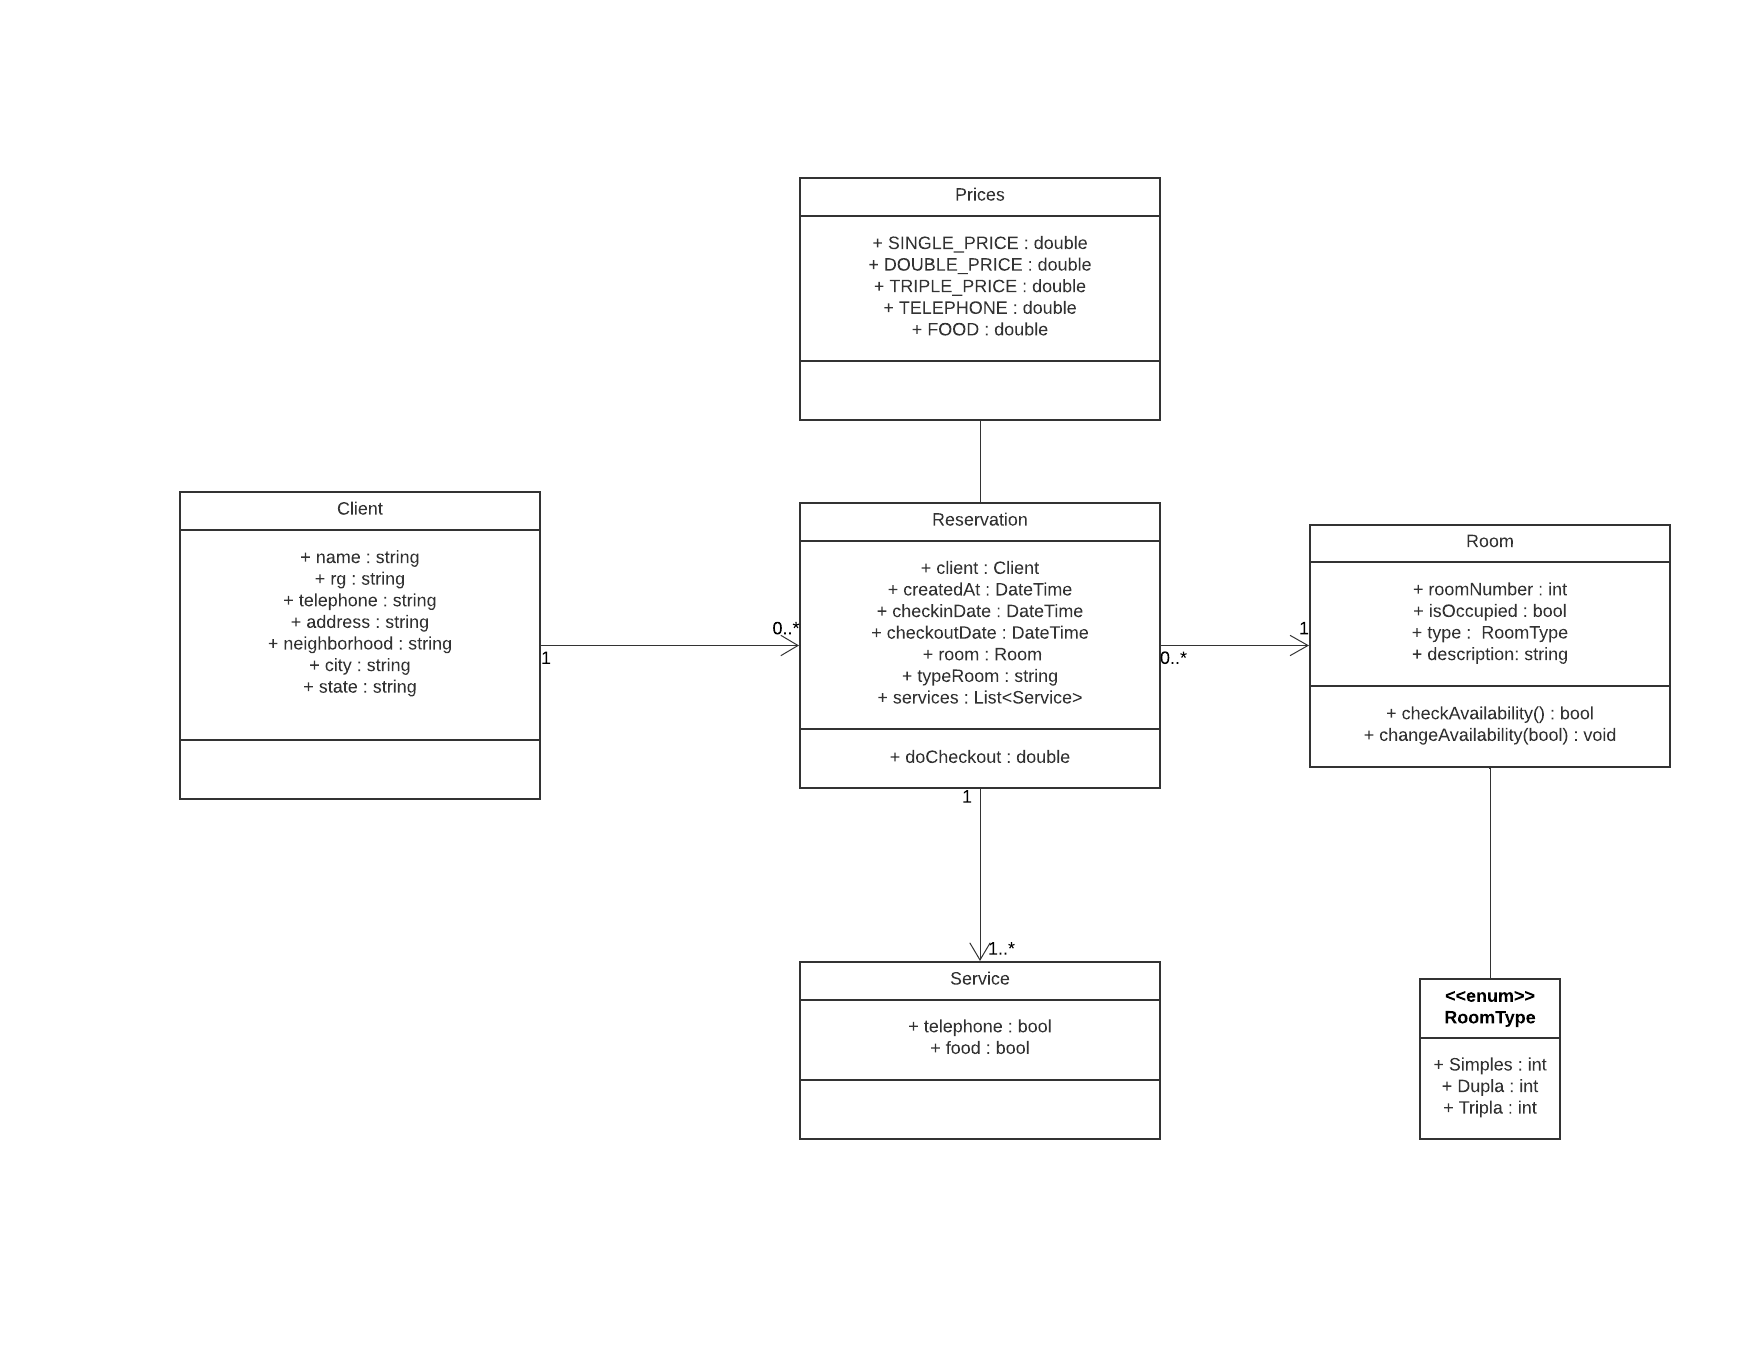 Prices
+ SINGLE_PRICE : double
+ DOUBLE_PRICE : double
+ TRIPLE_PRICE : double
+ TELEPHONE : double
+ FOOD : double
Client
+ name : string
+ rg : string
+ telephone : string
+ address : string
+ neighborhood : string
+ city : string
+ state : string
1
0..*
Reservation
+ client : Client
+ createdAt : DateTime
+ checkinDate : DateTime
+ checkoutDate : DateTime
+ room : Room
+ typeRoom : string
+ services : List<Service>
+ doCheckout : double
0..*
1
Room
+ roomNumber : int
+ isOccupied : bool
+ type :  RoomType
+ description: string
+ checkAvailability() : bool
+ changeAvailability(bool) : void
1
1..*
Service
+ telephone : bool
+ food : bool
<<enum>>
RoomType
+ Simples : int
+ Dupla : int
+ Tripla : int